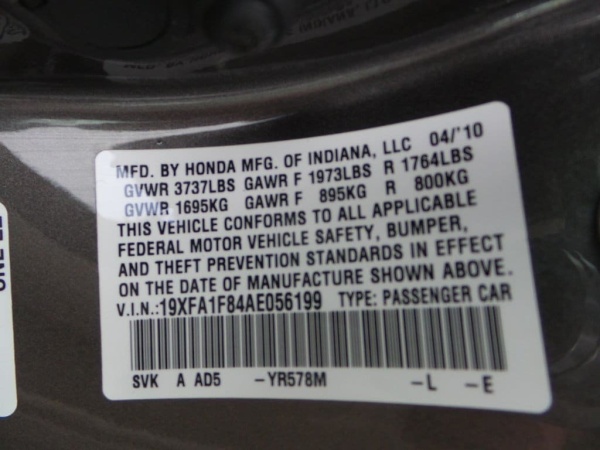 MFD. BY HONDA MFG. OF INDIANA, LLC 04/'10
GVWR 3737LBS GAWR F 1973LBS R 1764LBS
GVWR 1695KG GAWR F 895KG R 800KG
THIS VEHICLE CONFORMS TO ALL APPLICABLE
FEDERAL MOTOR VEHICLE SAFETY, BUMPER,
AND THEFT PREVENTION STANDARDS IN EFFECT
ON THE DATE OF MANUFACTURE SHOWN ABOVE.
V.I.N.:19XFA1F84AE056199 TYPE: PASSENGER CAR
SVK A AD5 -YR578M -L -E